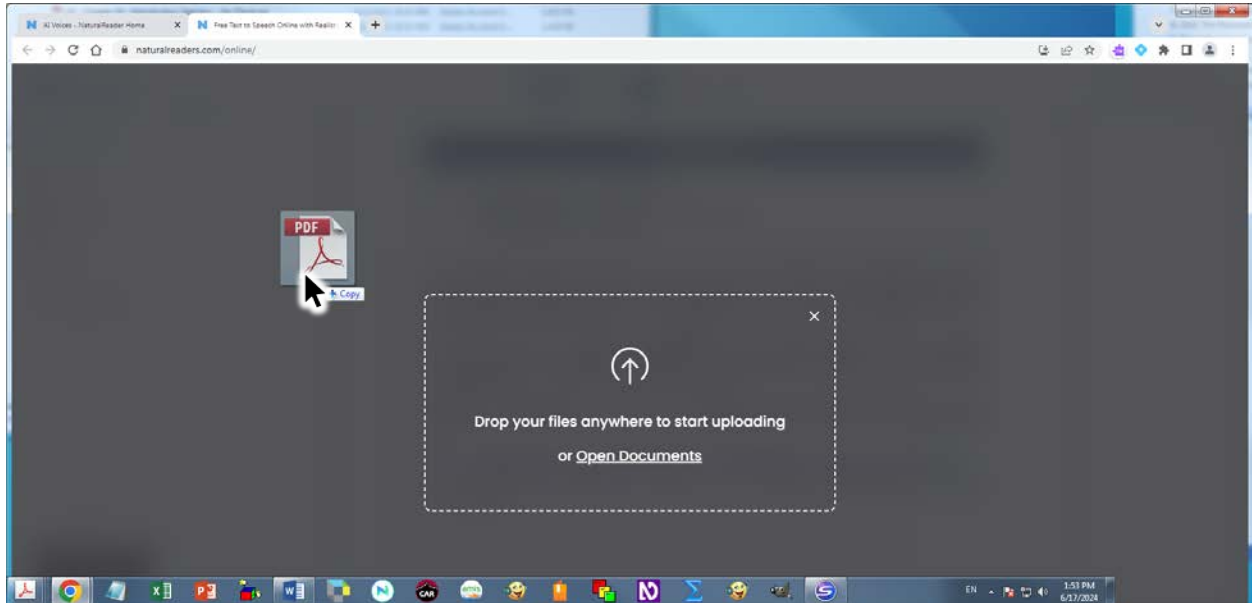 AI Voices - NaturalReader Home
Free Text to Speech Online with Realis
naturalreaders.com/online/
PDF
Copy
Drop your files anywhere to start uploading
or Open Documents
CAR
EN
1:53 PM
6/17/2024